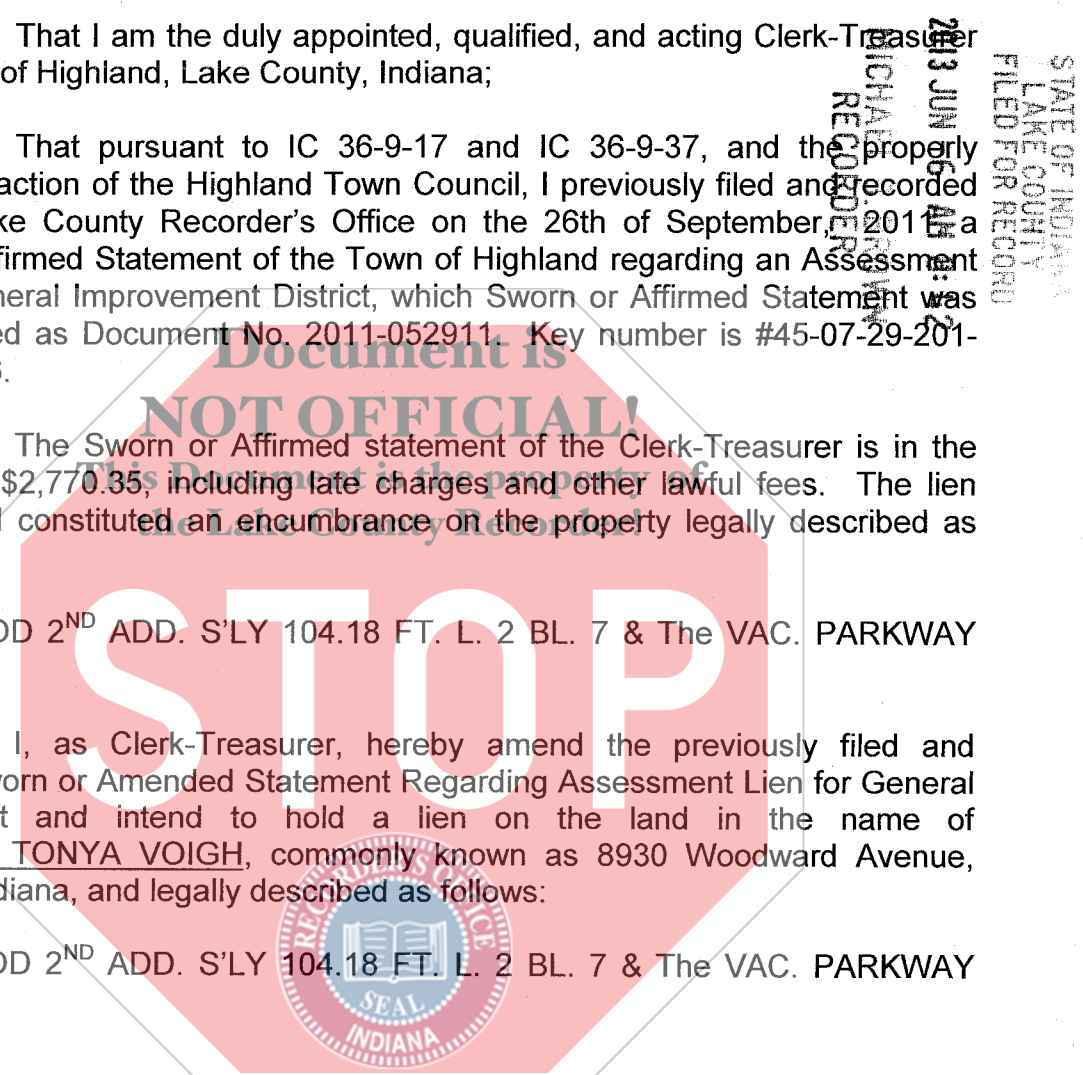 That I am the duly appointed, qualified, and acting Clerk-Treasurer
of Highland, Lake County, Indiana;
That pursuant to IC 36-9-17 and IC 36-9-37, and the properly
action of the Highland Town Council, I previously filed and recorded
ke County Recorder's Office on the 26th of September, 2011 a
firmed Statement of the Town of Highland regarding an Assessment
neral Improvement District, which Sworn or Affirmed Statement was
ed as Document No. 2011-052911. Key number is #45-07-29-201-
The Sworn or Affirmed statement of the Clerk-Treasurer is in the
$2,770.35, including late charges and other lawful fees. The lien
constituted an encumbrance on the property legally described as
DD 2ND ADD. S'LY 104.18 FT. L. 2 BL. 7 & The VAC. PARKWAY
I, as Clerk-Treasurer, hereby amend the previously filed and
orn or Amended Statement Regarding Assessment Lien for General
t and intend to hold a lien on the land in the name of
TONYA VOIGH, commonly known as 8930 Woodward Avenue,
diana, and legally described as follows:
DD 2ND ADD. S'LY 104.18 FT. L. 2 BL. 7 & The VAC. PARKWAY
STATE OF INDIANA
LAKE COUNTY
FILED FOR RECORD
JUN
RECORDER
Document is
NOT OFFICIAL!
This Document is the property of
the Lake County Recorder!
STOP
RECORDER'S OFFICE
SEAL
INDIANA